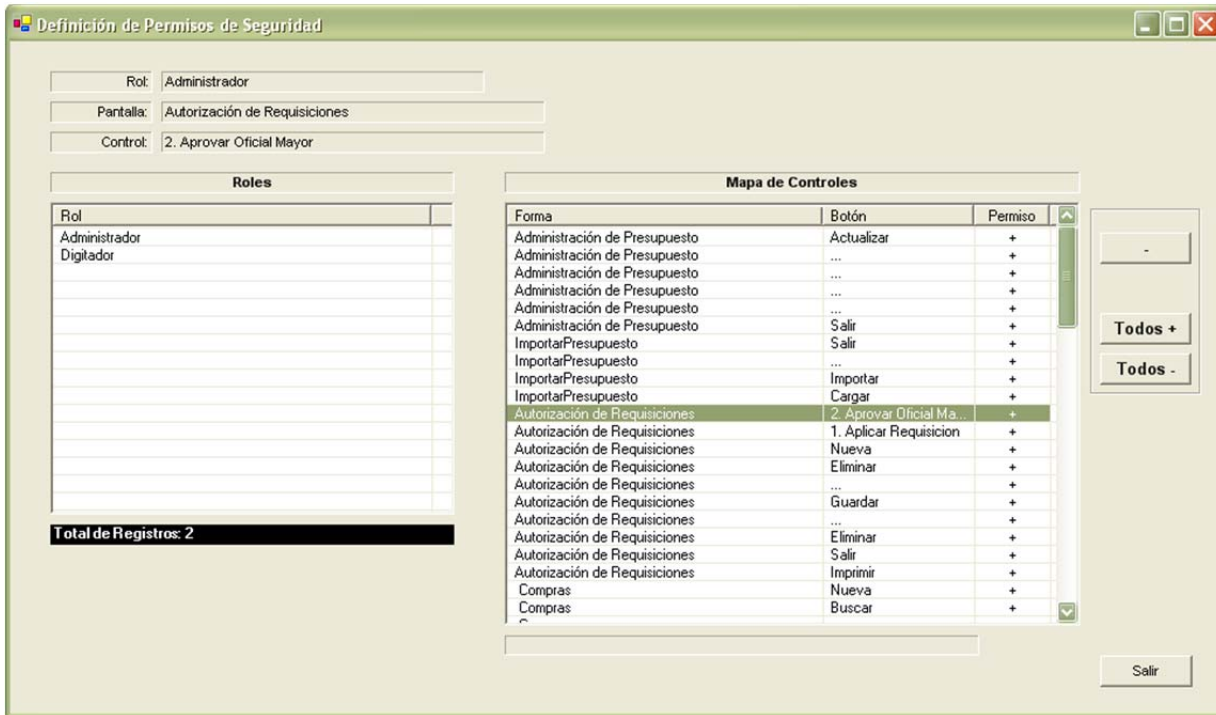 Definición de Permisos de Seguridad
Rol: Administrador
Pantalla: Autorización de Requisiciones
Control: 2. Aprovar Oficial Mayor
Roles
Rol
Administrador
Digitador
Total de Registros: 2
Mapa de Controles
Forma Botón Permiso
Administración de Presupuesto Actualizar +
Administración de Presupuesto ... +
Administración de Presupuesto ... +
Administración de Presupuesto ... +
Administración de Presupuesto ... +
Administración de Presupuesto Salir +
ImportarPresupuesto Salir +
ImportarPresupuesto ... +
ImportarPresupuesto Importar +
ImportarPresupuesto Cargar +
Autorización de Requisiciones 2. Aprovar Oficial Ma... +
Autorización de Requisiciones 1. Aplicar Requisicion +
Autorización de Requisiciones Nueva +
Autorización de Requisiciones Eliminar +
Autorización de Requisiciones ... +
Autorización de Requisiciones Guardar +
Autorización de Requisiciones ... +
Autorización de Requisiciones Eliminar +
Autorización de Requisiciones Salir +
Autorización de Requisiciones Imprimir +
Compras Nueva +
Compras Buscar +
-
Todos +
Todos -
Salir